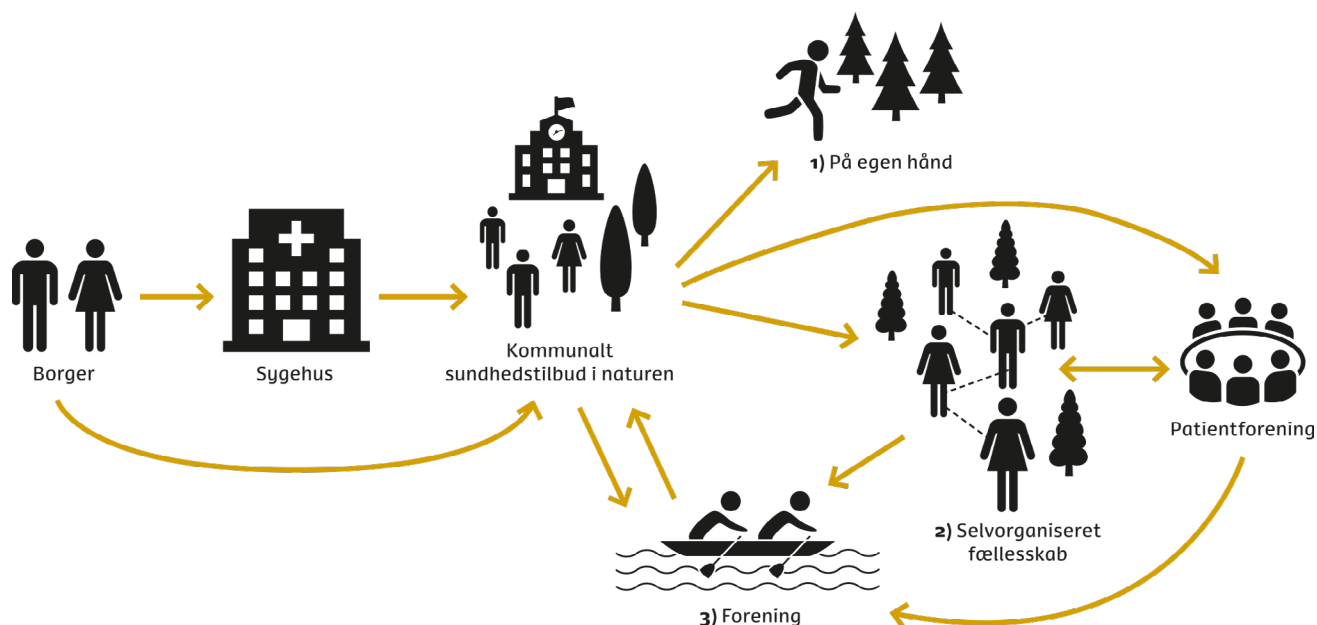 1) På egen hånd
Borger
Sygehus
Kommunalt
sundhedstilbud i naturen
Patientforening
2) Selvorganiseret
fællesskab
3) Forening